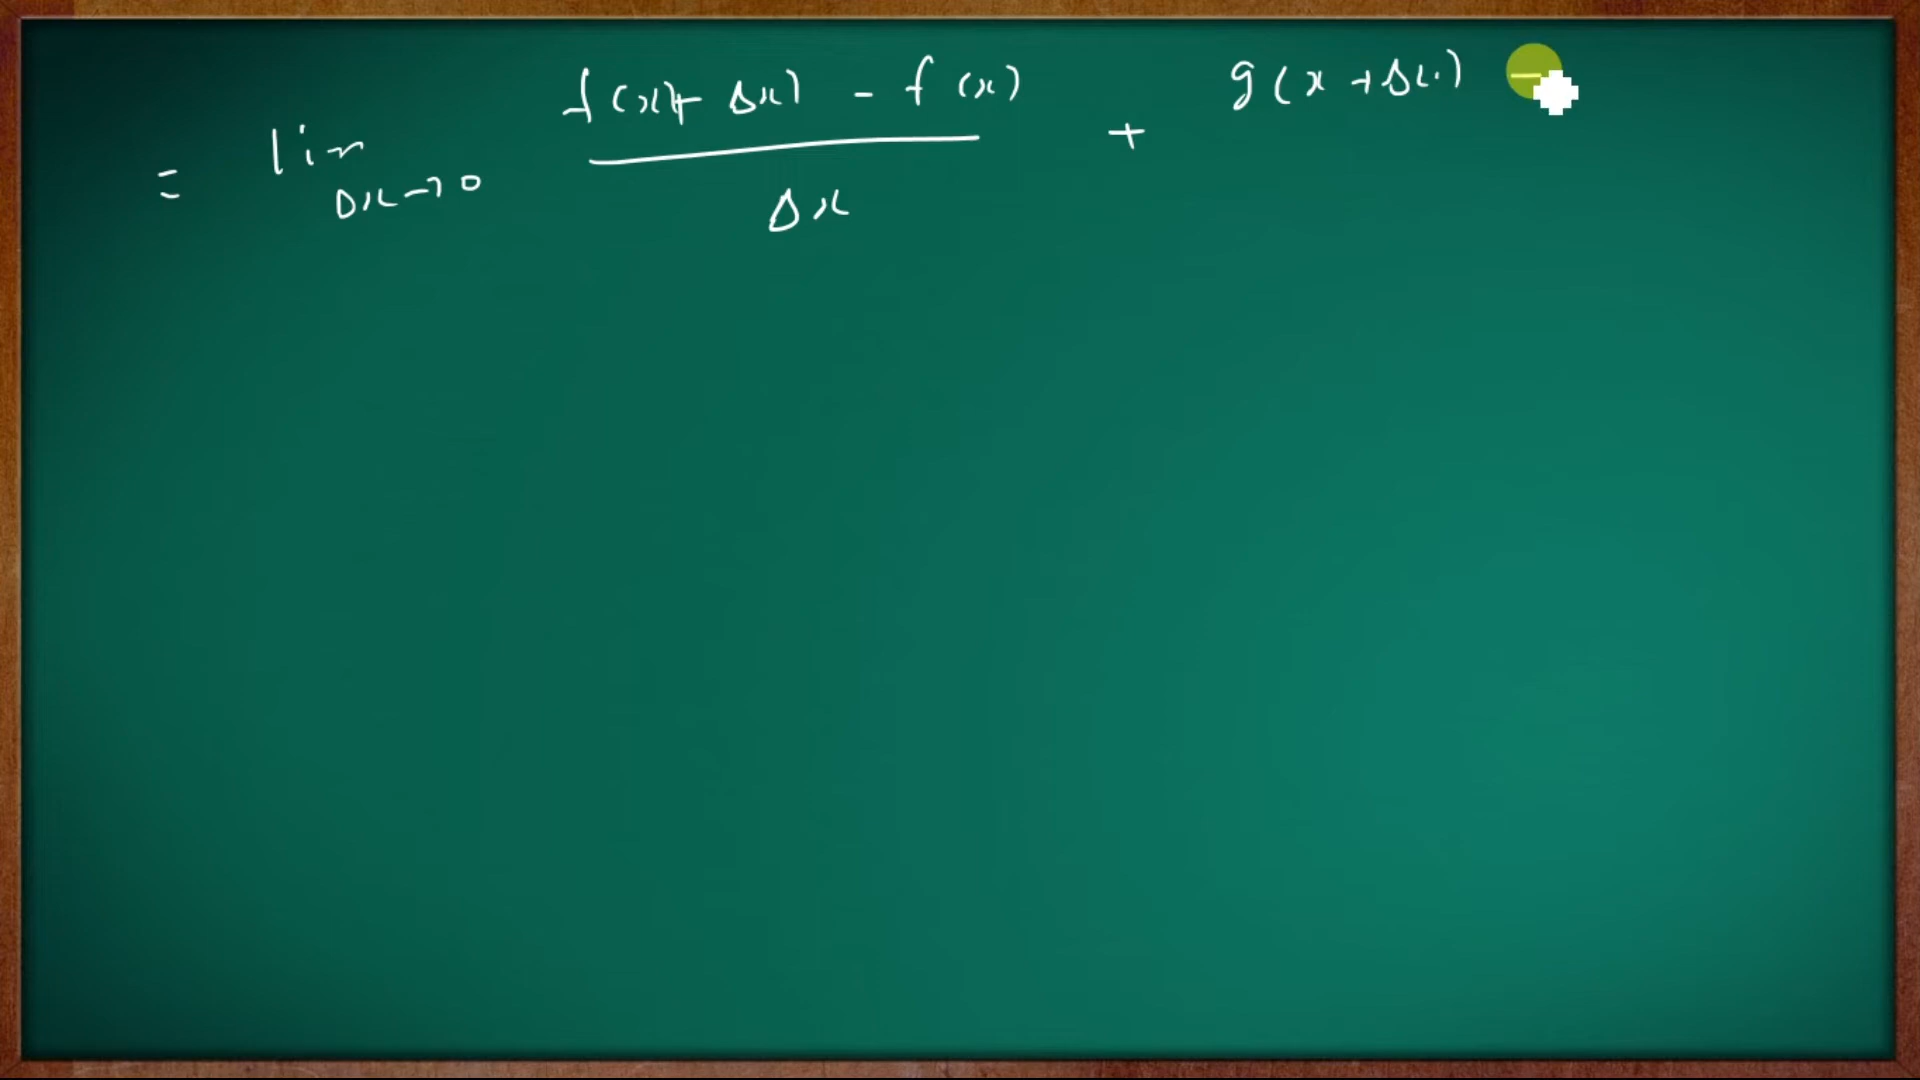 = lim Δx→0 f(x)+Δx) - f(x) / Δx + g(x+Δx) -